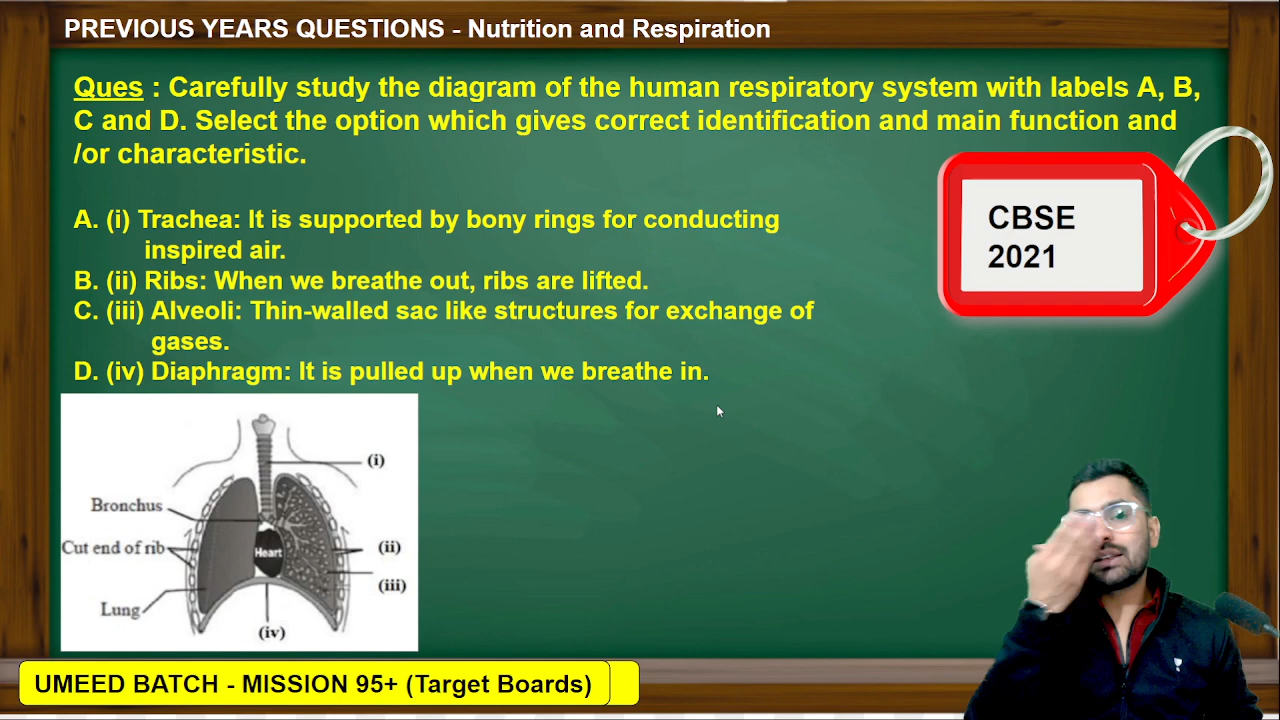 PREVIOUS YEARS QUESTIONS - Nutrition and Respiration
Ques : Carefully study the diagram of the human respiratory system with labels A, B,
C and D. Select the option which gives correct identification and main function and
/or characteristic.
CBSE
2021
A. (i) Trachea: It is supported by bony rings for conducting
inspired air.
B. (ii) Ribs: When we breathe out, ribs are lifted.
C. (iii) Alveoli: Thin-walled sac like structures for exchange of
gases.
D. (iv) Diaphragm: It is pulled up when we breathe in.
(i)
Bronchus
Cut end of rib
Heart
(ii)
(iii)
Lung
(iv)
UMEED BATCH - MISSION 95+ (Target Boards)